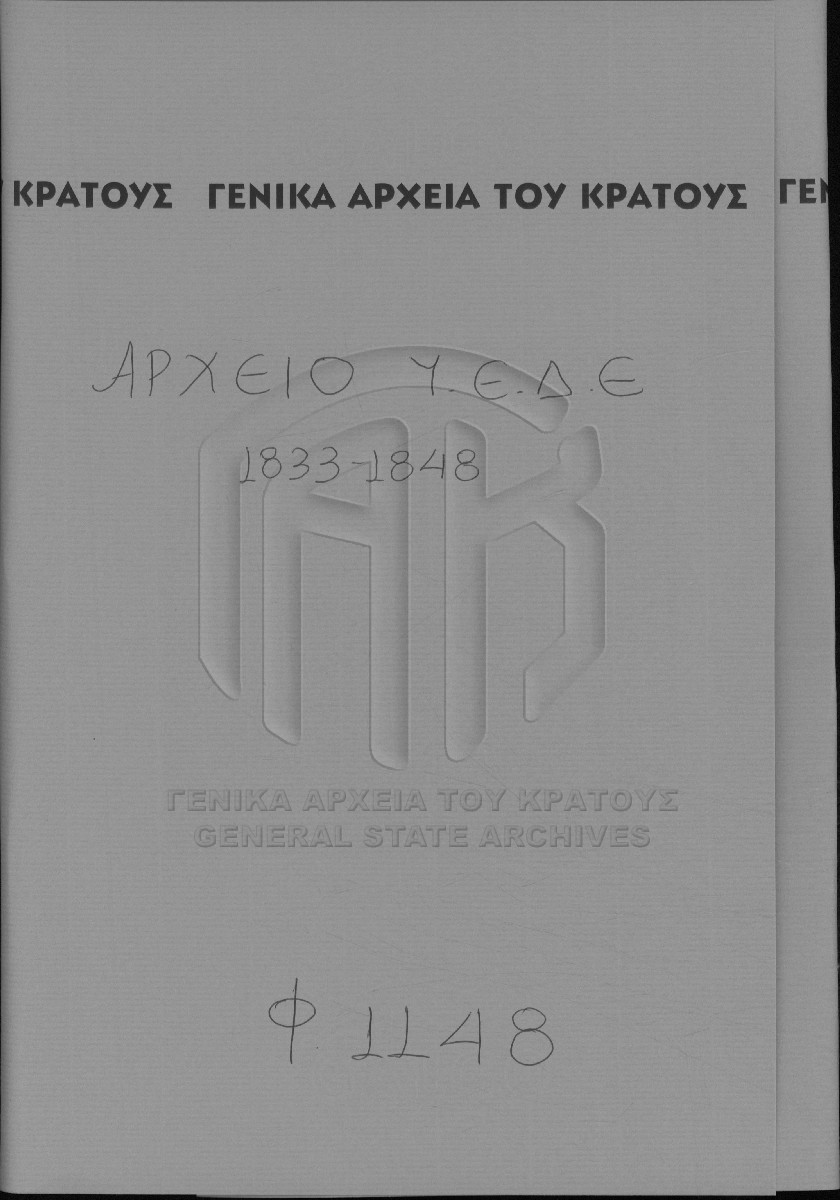 ΚΡΑΤΟΥΣ ΓΕΝΙΚΑ ΑΡΧΕΙΑ ΤΟΥ ΚΡΑΤΟΥΣ ΓΕΝ
ΑΡΧΕΙΟ Υ.Ε.Δ.Ε
1833-1848
ΓΕΝΙΚΑ ΑΡΧΕΙΑ ΤΟΥ ΚΡΑΤΟΥΣ
GENERAL STATE ARCHIVES
Φ 1148